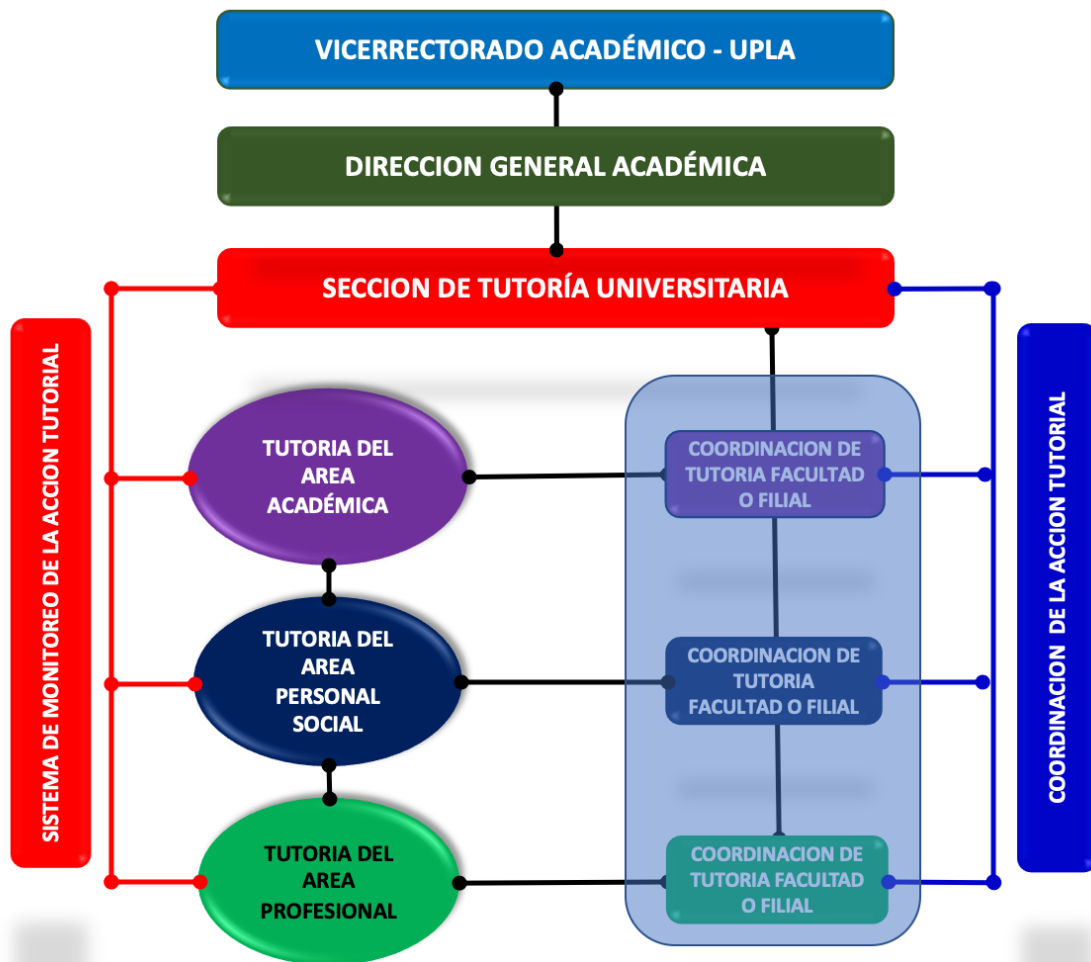 VICERRECTORADO ACADÉMICO - UPLA
DIRECCION GENERAL ACADÉMICA
SECCION DE TUTORÍA UNIVERSITARIA
SISTEMA DE MONITOREO DE LA ACCION TUTORIAL
TUTORIA DEL
AREA
ACADÉMICA
COORDINACION DE
TUTORIA FACULTAD
O FILIAL
TUTORIA DEL
AREA
PERSONAL
SOCIAL
COORDINACION DE
TUTORIA
FACULTAD O FILIAL
TUTORIA DEL
AREA
PROFESIONAL
COORDINACION DE
TUTORIA FACULTAD
O FILIAL
COORDINACION DE LA ACCION TUTORIAL